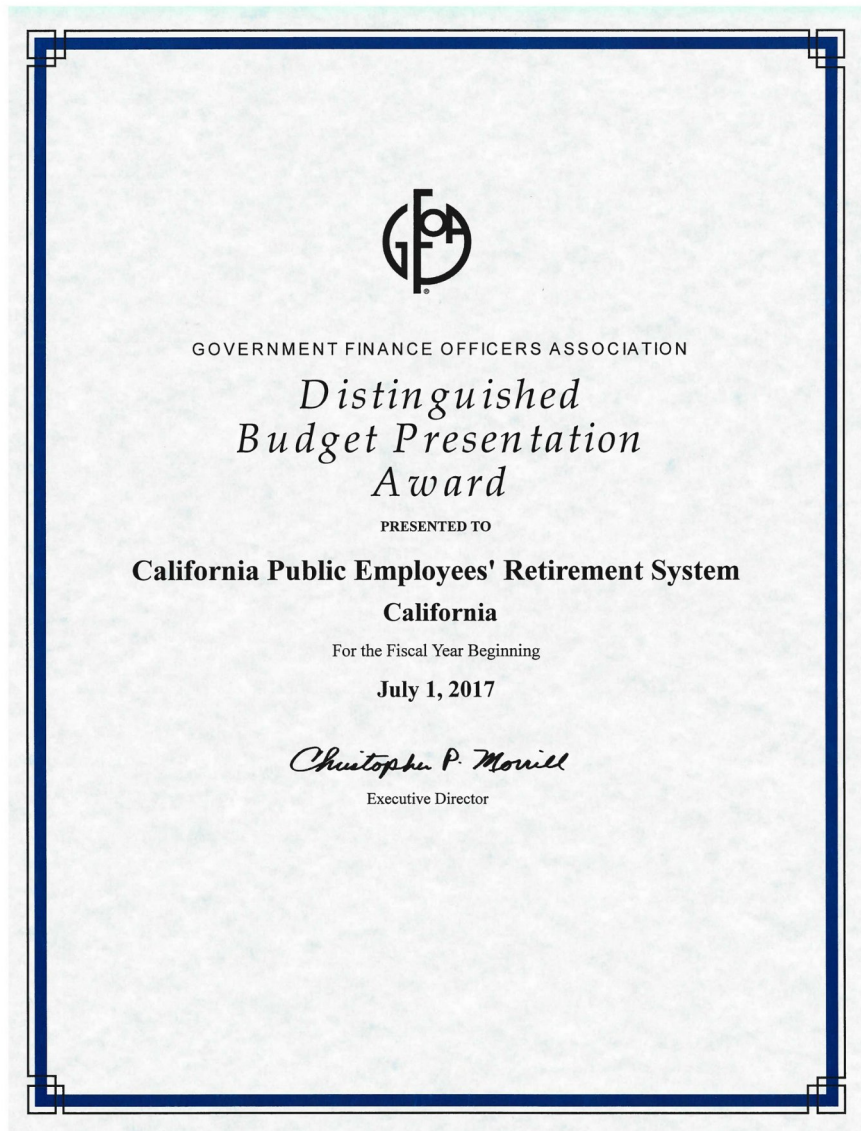 GFOA
®
GOVERNMENT FINANCE OFFICERS ASSOCIATION
Distinguished
Budget Presentation
Award
PRESENTED TO
California Public Employees' Retirement System
California
For the Fiscal Year Beginning
July 1, 2017
Christopher P. Morrill
Executive Director